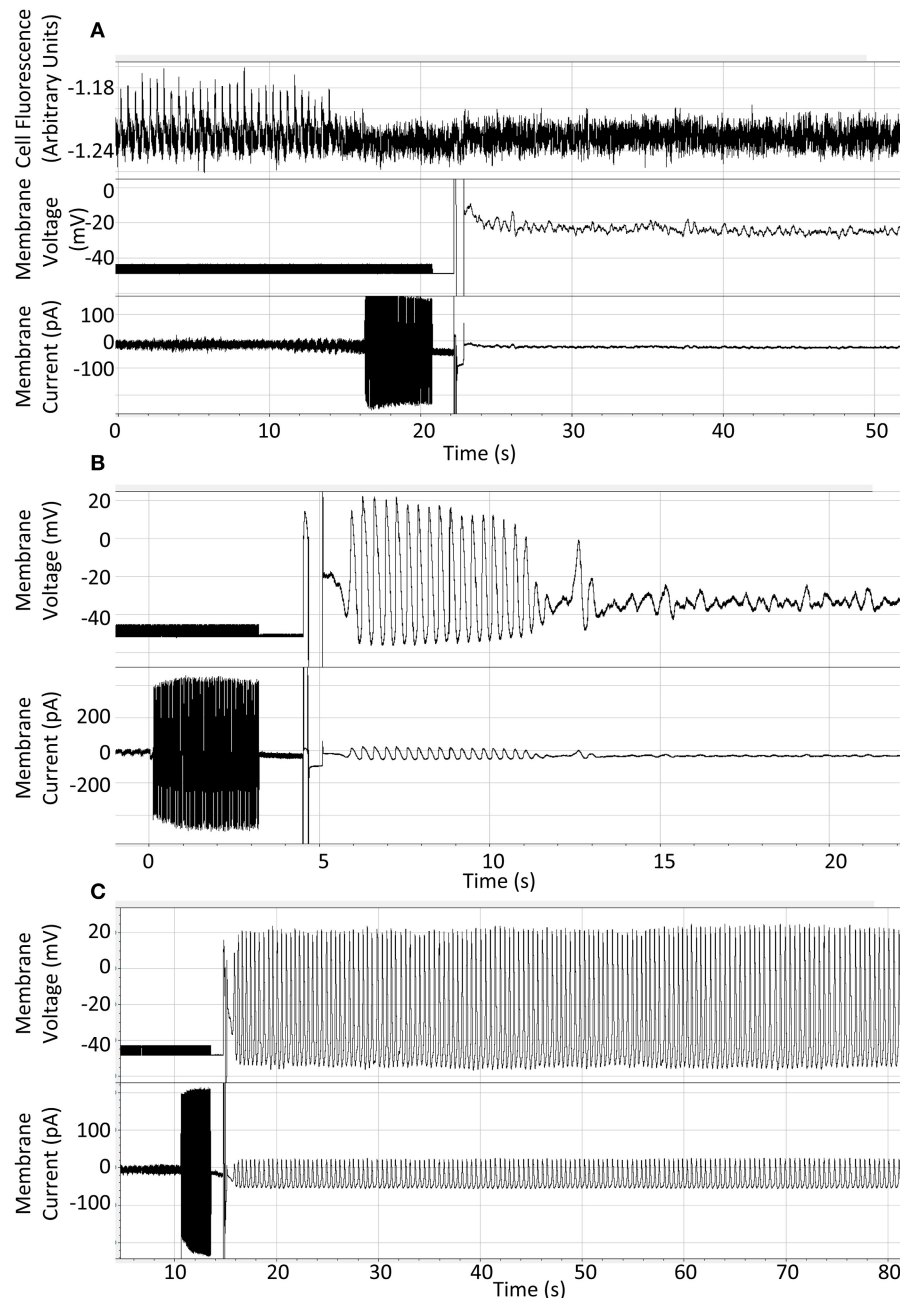 A
Cell Fluorescence
(Arbitrary Units)
-1.18
-1.24
Membrane
Voltage
(mV)
0
-20
-40
Membrane
Current (pA)
100
0
-100
0 10 20 30 40 50
Time (s)
B
Membrane
Voltage (mV)
20
0
-20
-40
Membrane
Current (pA)
200
0
-200
0 5 10 15 20
Time (s)
C
Membrane
Voltage (mV)
20
0
-20
-40
Membrane
Current (pA)
100
0
-100
10 20 30 40 50 60 70 80
Time (s)